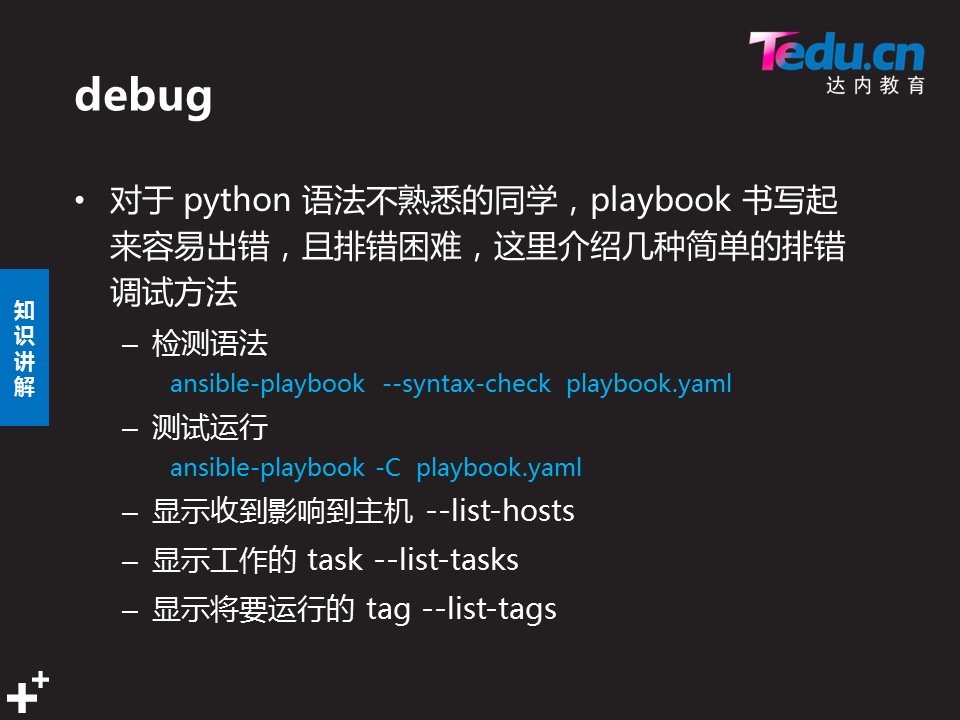 Tedu.cn
达内教育
debug
• 对于 python 语法不熟悉的同学，playbook 书写起
来容易出错，且排错困难，这里介绍几种简单的排错
调试方法
– 检测语法
ansible-playbook --syntax-check playbook.yaml
– 测试运行
ansible-playbook -C playbook.yaml
– 显示收到影响到主机 --list-hosts
– 显示工作的 task --list-tasks
– 显示将要运行的 tag --list-tags
知识讲解